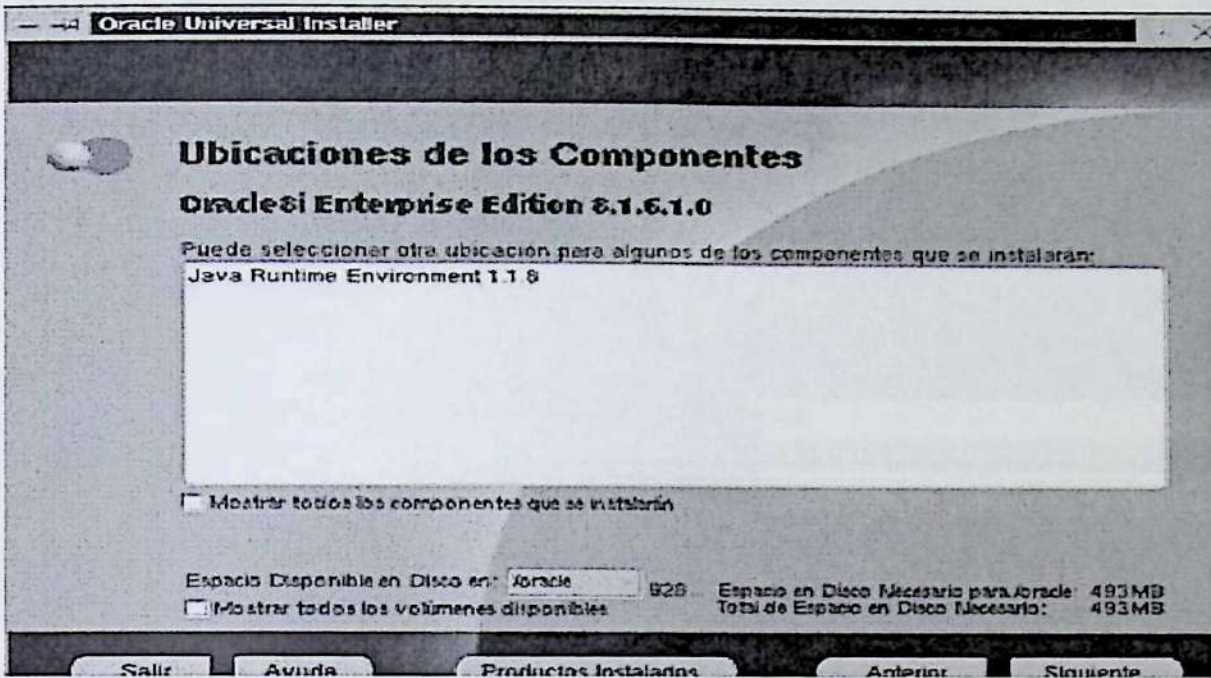 Oracle Universal Installer
Ubicaciones de los Componentes
Oracle8i Enterprise Edition 8.1.6.1.0
Puede seleccionar otra ubicación para algunos de los componentes que se instalarán:
Java Runtime Environment 1.1.8
Mostrar todos los componentes que se instalarán
Espacio Disponible en Disco en: /oracle 928... Espacio en Disco Necesario para /oracle: 493MB
Mostrar todos los volúmenes disponibles Total de Espacio en Disco Necesario: 493MB
Salir Ayuda Productos Instalados... Anterior Siguiente